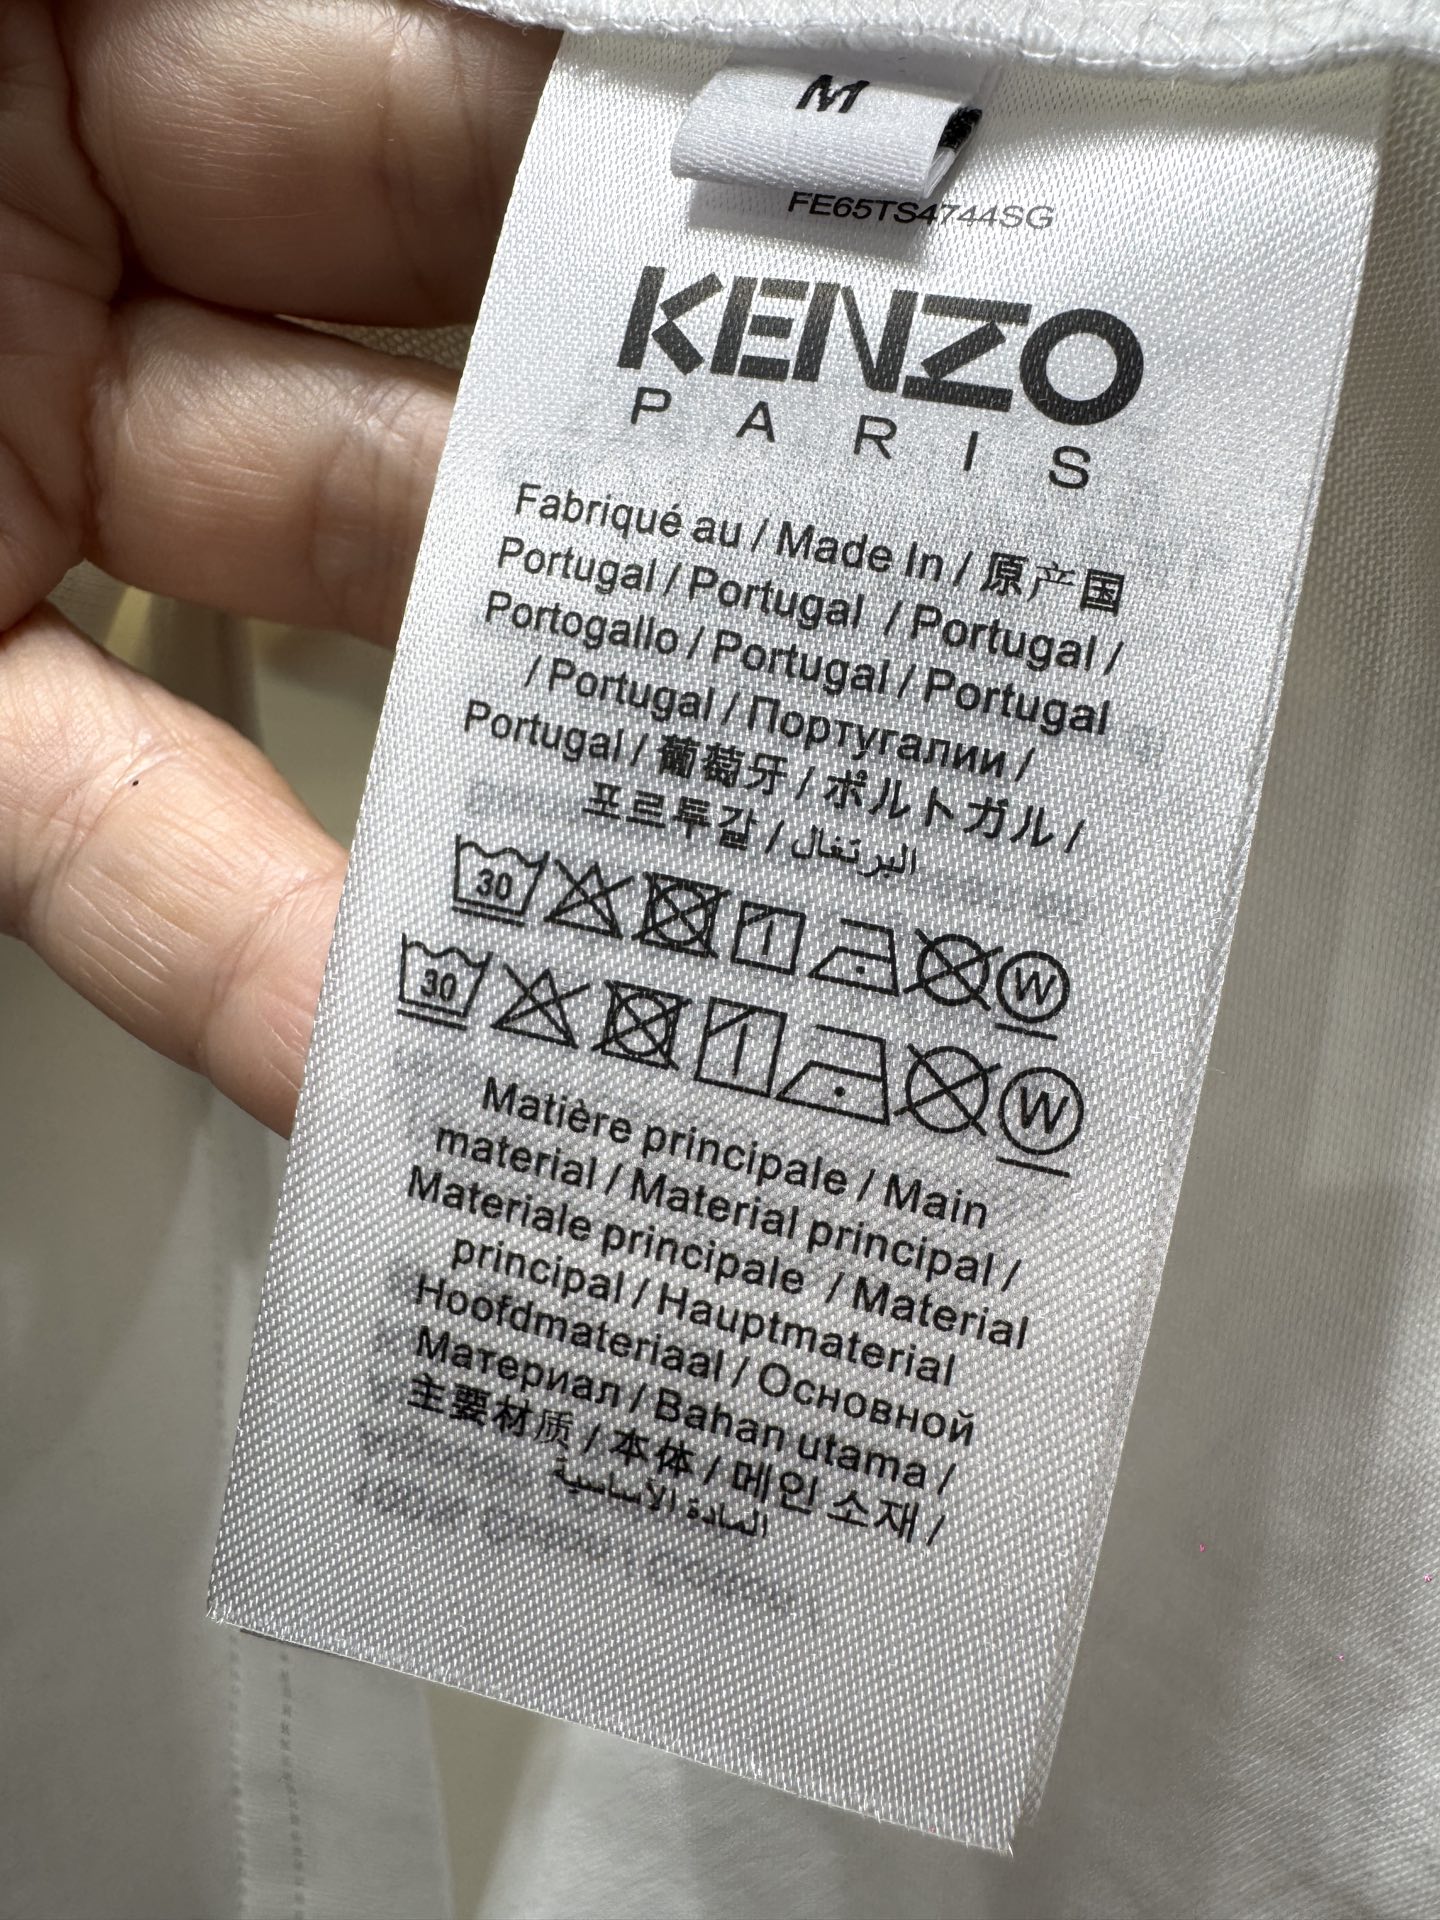 M
FE65TS4744SG
KENZO
PARIS
Fabriqué au / Made In / 原产国
Portugal / Portugal / Portugal /
Portogallo / Portugal / Portugal
/ Portugal / Португалии /
Portugal / 葡萄牙 / ポルトガル /
포르투갈 / البرتغال
30 W
30 W
Matière principale / Main
material / Material principal /
Materiale principale / Material
principal / Hauptmaterial
Hoofdmateriaal / Основной
Материал / Bahan utama /
主要材质 / 本体 / 메인 소재 /
المادة الأساسية